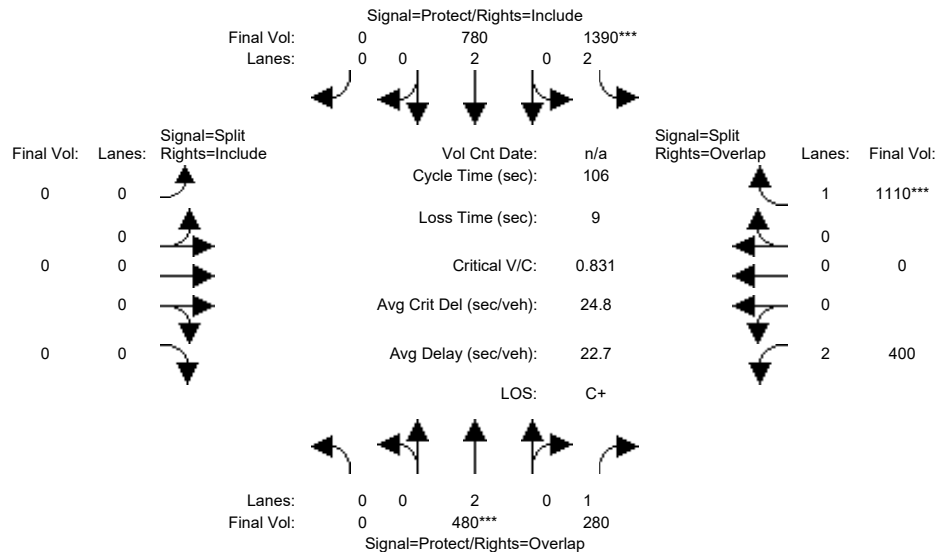 Signal=Protect/Rights=Include
Final Vol: 0 780 1390***
Lanes: 0 0 2 0 2
Signal=Split
Final Vol: Lanes: Rights=Include
Vol Cnt Date: n/a
Signal=Split
Rights=Overlap Lanes: Final Vol:
Cycle Time (sec): 106
0 0
1 1110***
Loss Time (sec): 9
0
0
0 0
Critical V/C: 0.831
0 0
0
Avg Crit Del (sec/veh): 24.8
0
0 0
Avg Delay (sec/veh): 22.7
2 400
LOS: C+
Lanes: 0 0 2 0 1
Final Vol: 0 480*** 280
Signal=Protect/Rights=Overlap